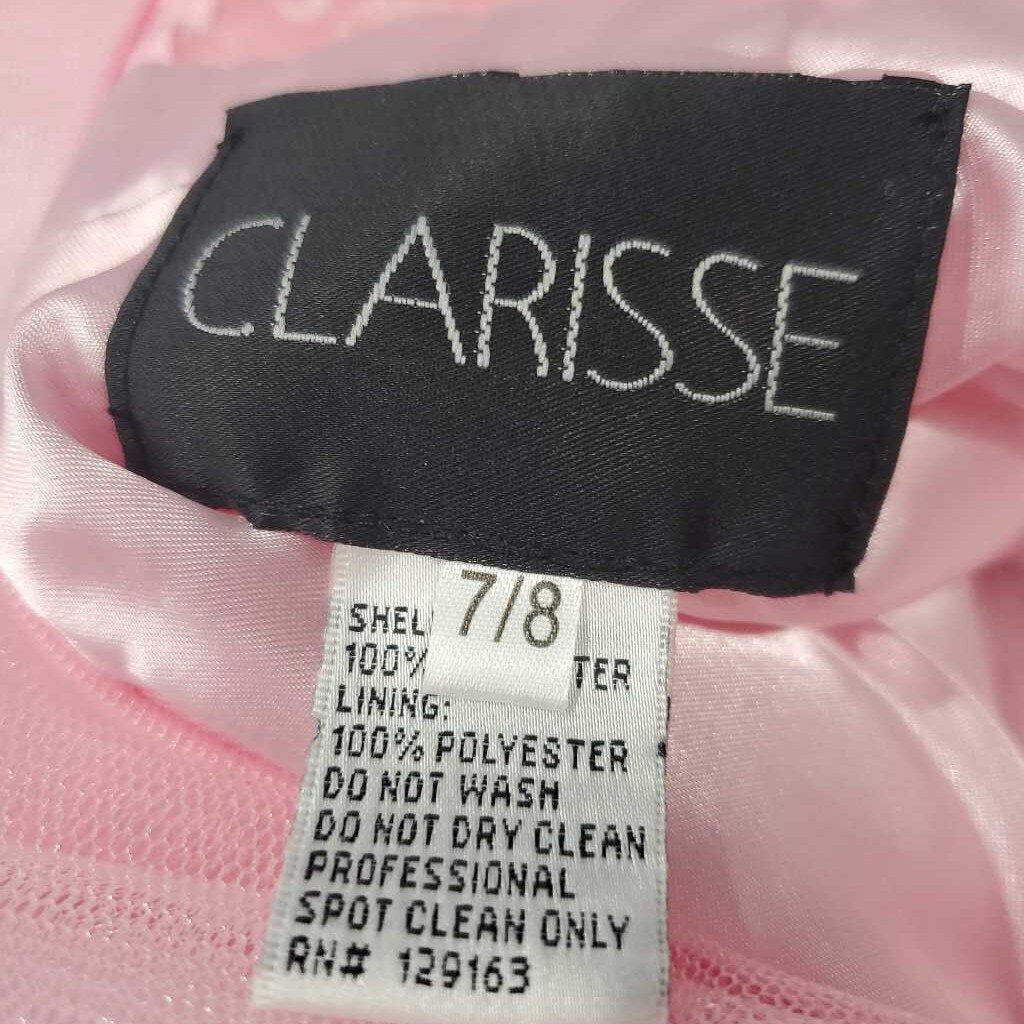 CLARISSE
7/8
SHEL
100% TER
LINING:
100% POLYESTER
DO NOT WASH
DO NOT DRY CLEAN
PROFESSIONAL
SPOT CLEAN ONLY
RN# 129163